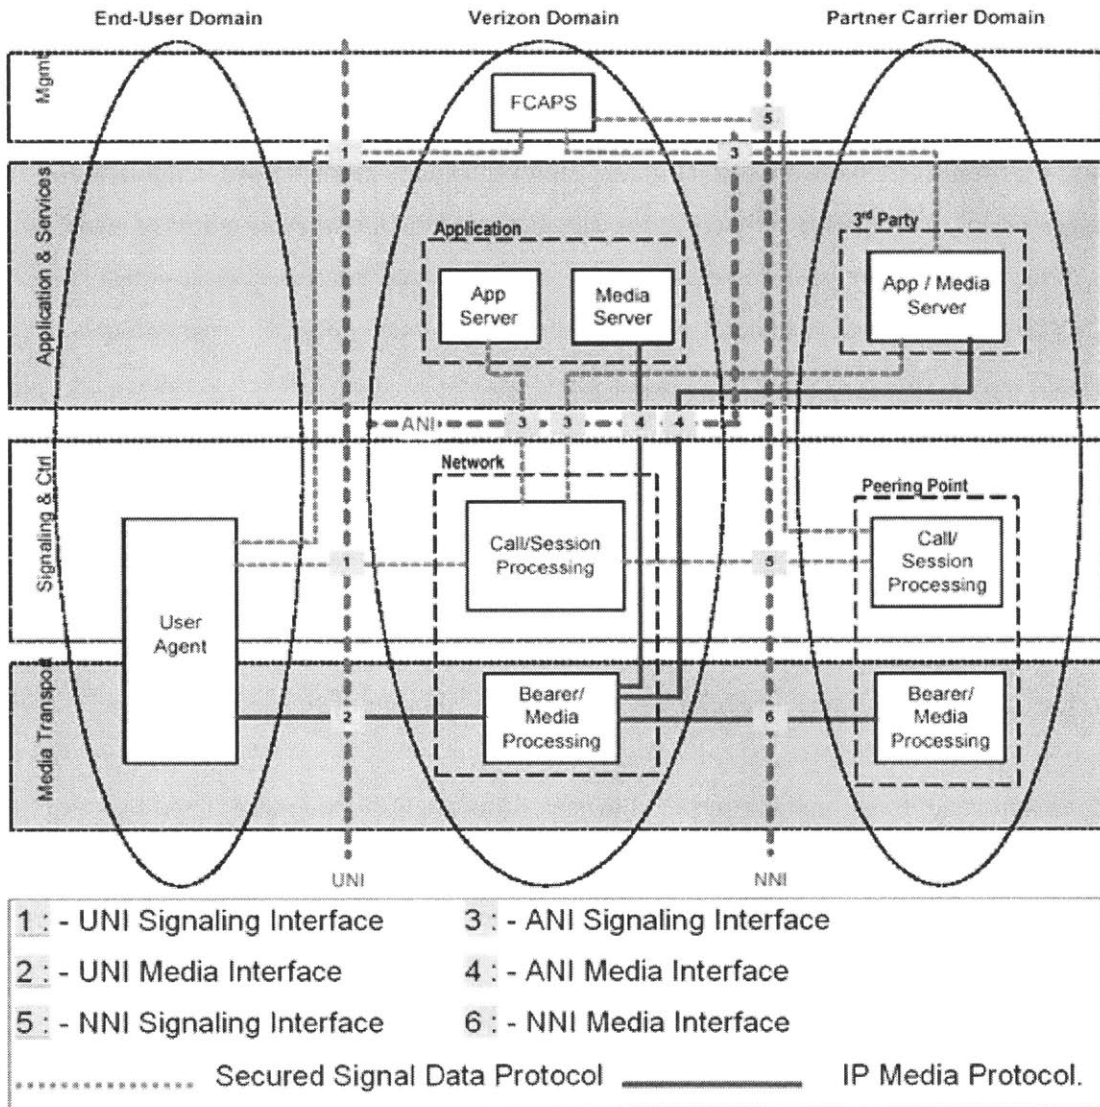 End-User Domain
Verizon Domain
Partner Carrier Domain
Mgmt
FCAPS
5
1
3
Application & Services
Application
App
Server
Media
Server
3rd Party
App / Media
Server
ANI
3
3
4
4
Signaling & Ctrl
Network
Call/Session
Processing
Peering Point
Call/
Session
Processing
1
5
User
Agent
Media Transport
Bearer/
Media
Processing
2
6
Bearer/
Media
Processing
UNI
NNI
1 : - UNI Signaling Interface
3 : - ANI Signaling Interface
2 : - UNI Media Interface
4 : - ANI Media Interface
5 : - NNI Signaling Interface
6 : - NNI Media Interface
Secured Signal Data Protocol
IP Media Protocol.